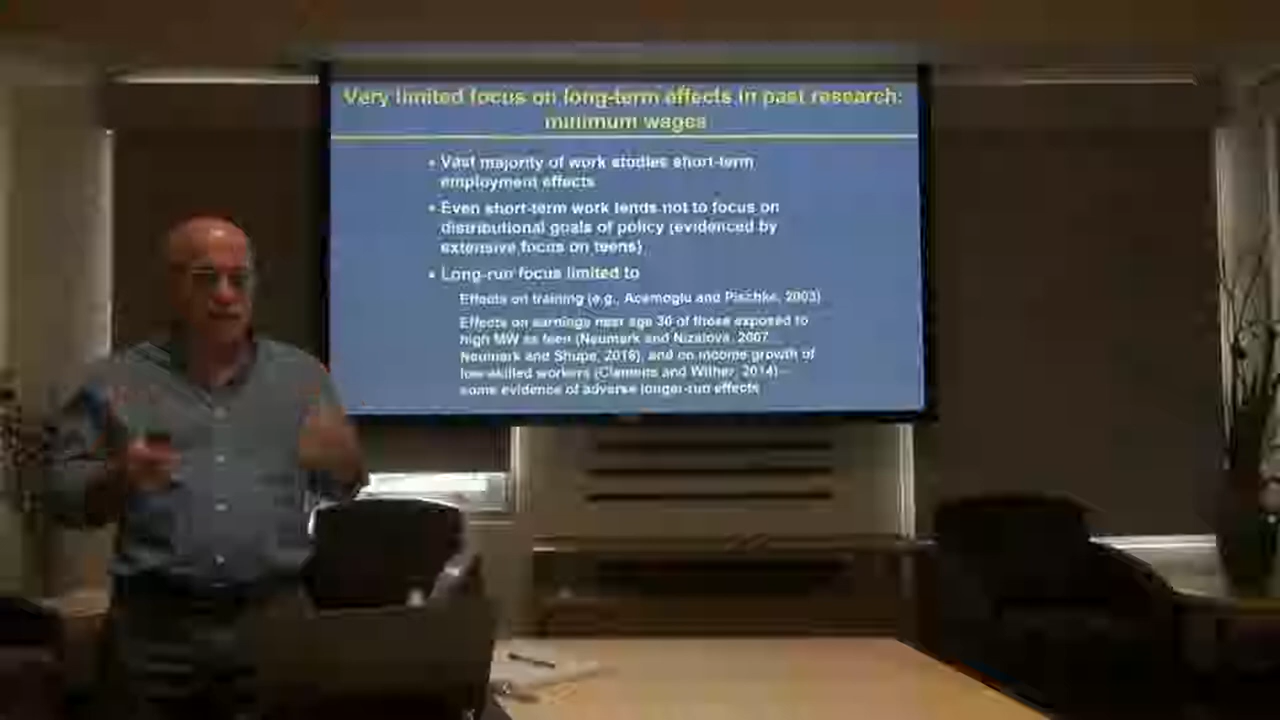 Very limited focus on long-term effects in past research:
minimum wages
• Vast majority of work studies short-term
employment effects
• Even short-term work tends not to focus on
distributional goals of policy (evidenced by
extensive focus on teens)
• Long-run focus limited to
Effects on training (e.g., Acemoglu and Pischke, 2003)
Effects on earnings near age 30 of those exposed to
high MW as teen (Neumark and Nizalova, 2007
Neumark and Shupe, 2018), and on income growth of
low-skilled workers (Clemens and Wither, 2014)–
some evidence of adverse longer-run effects